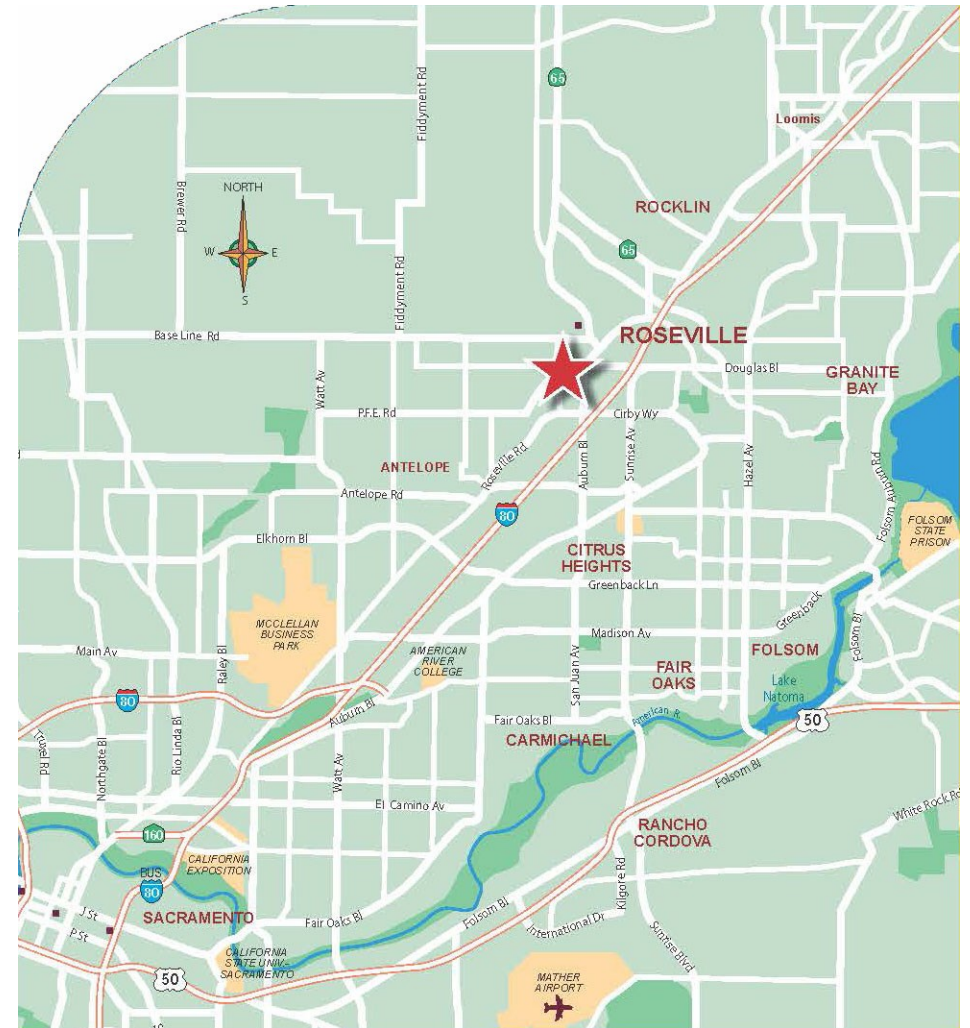 65
Fiddyment Rd
Loomis
Brewer Rd
NORTH
W
E
S
ROCKLIN
65
Fiddyment Rd
Base Line Rd
ROSEVILLE
Douglas Bl
GRANITE
BAY
Watt Av
P.F.E. Rd
Cirby Wy
Roseville Rd
Auburn Bl
Sunrise Av
Hazel Av
ANTELOPE
Folsom Auburn Rd
Antelope Rd
80
FOLSOM
STATE
PRISON
Elkhorn Bl
CITRUS
HEIGHTS
Greenback Ln
Greenback
MCCLELLAN
BUSINESS
PARK
Madison Av
Folsom Bl
Main Av
Raley Bl
AMERICAN
RIVER
COLLEGE
San Juan Av
FAIR
OAKS
FOLSOM
Lake
Natoma
80
Auburn Bl
Fair Oaks Bl
American R.
50
CARMICHAEL
Truxel Rd
Northgate Bl
Rio Linda Bl
Watt Av
Folsom Bl
El Camino Av
White Rock Rd
160
RANCHO
CORDOVA
CALIFORNIA
EXPOSITION
BUS
80
Kilgore Rd
J St
P St
SACRAMENTO
Fair Oaks Bl
Folsom Bl
International Dr
Sunrise Blvd
CALIFORNIA
STATE UNIV.-
SACRAMENTO
50
MATHER
AIRPORT